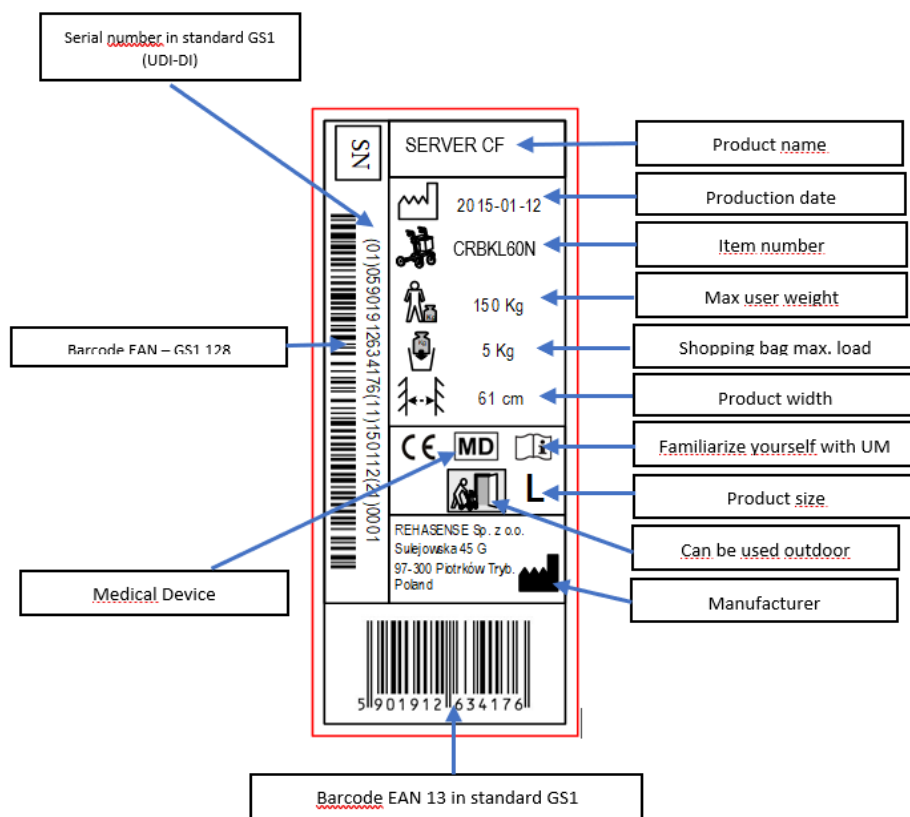 Serial number in standard GS1
(UDI-DI)
SN
SERVER CF
Product name
2015-01-12
Production date
CRBKL60N
Item number
150 Kg
Max user weight
Barcode EAN – GS1 128
5 Kg
Shopping bag max. load
61 cm
Product width
(01)05901912634176(11)150112(21)0001
CE MD i
Familiarize yourself with UM
L
Product size
REHASENSE Sp. z o.o.
Sulejowska 45 G
97-300 Piotrków Tryb.
Poland
Can be used outdoor
Medical Device
Manufacturer
5 901912 634176
Barcode EAN 13 in standard GS1